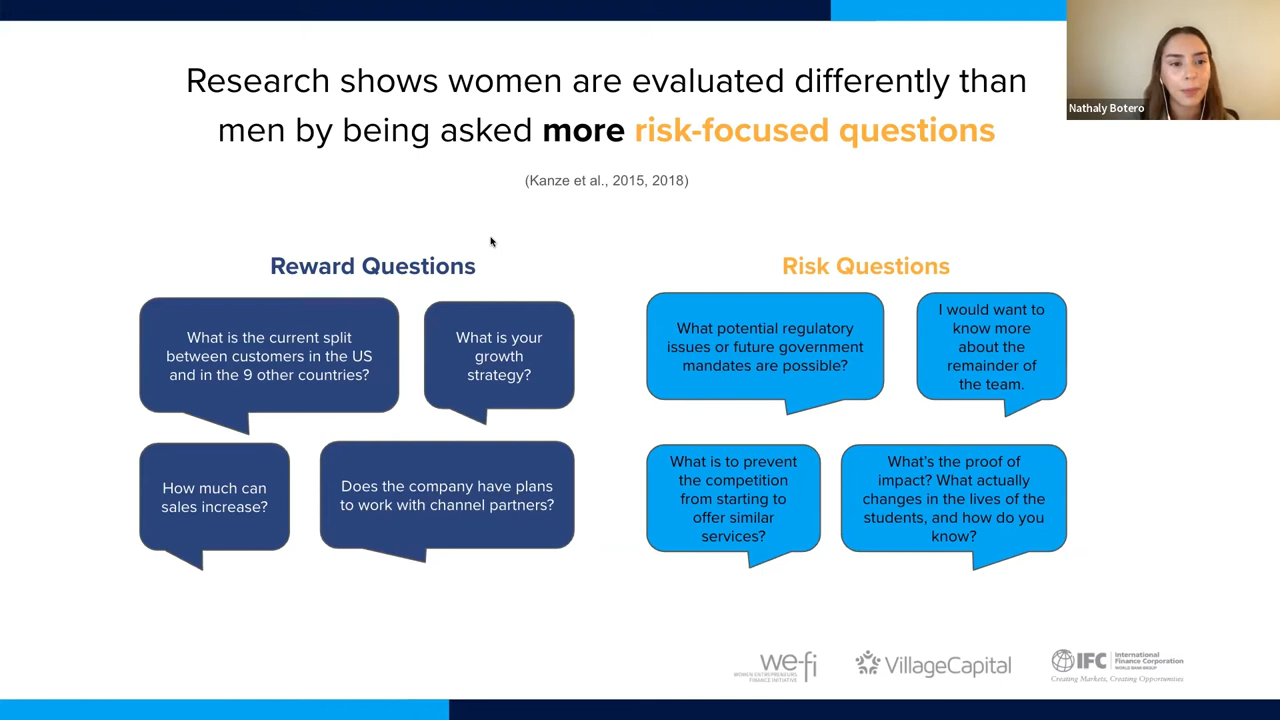 Research shows women are evaluated differently than
men by being asked more risk-focused questions
(Kanze et al., 2015, 2018)
Nathaly Botero
Reward Questions
What is the current split
between customers in the US
and in the 9 other countries?
What is your
growth
strategy?
How much can
sales increase?
Does the company have plans
to work with channel partners?
Risk Questions
What potential regulatory
issues or future government
mandates are possible?
I would want to
know more
about the
remainder of
the team.
What is to prevent
the competition
from starting to
offer similar
services?
What's the proof of
impact? What actually
changes in the lives of the
students, and how do you
know?
we-fi
WOMEN ENTREPRENEURS
FINANCE INITIATIVE
VillageCapital
IFC
International
Finance Corporation
WORLD BANK GROUP
Creating Markets, Creating Opportunities